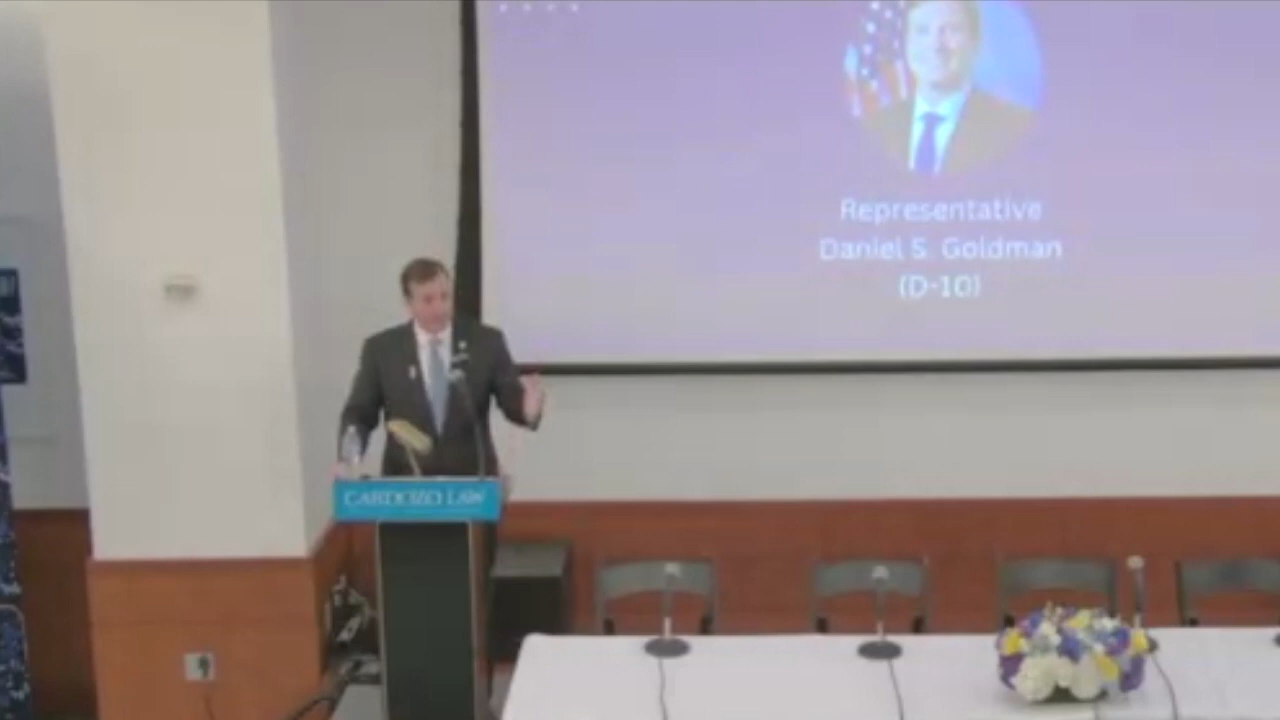 Representative
Daniel S. Goldman
(D-10)
CARDOZO LAW